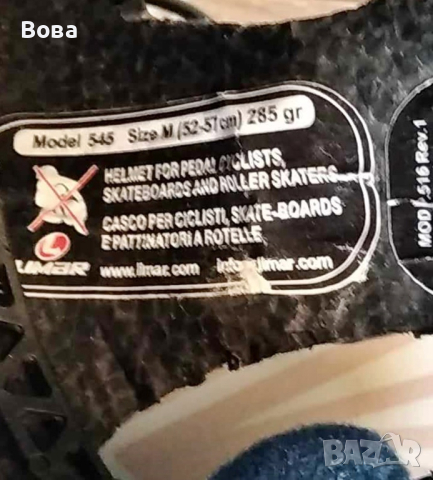 Вова
Model 545 Size M (52-57cm) 285 gr
HELMET FOR PEDAL CYCLISTS,
SKATEBOARDS AND ROLLER SKATERS
CASCO PER CICLISTI, SKATE-BOARDS
E PATTINATORI A ROTELLE
LIMAR www.limar.com info@limar.com
MOD. 516 Rev.1
BAZAR